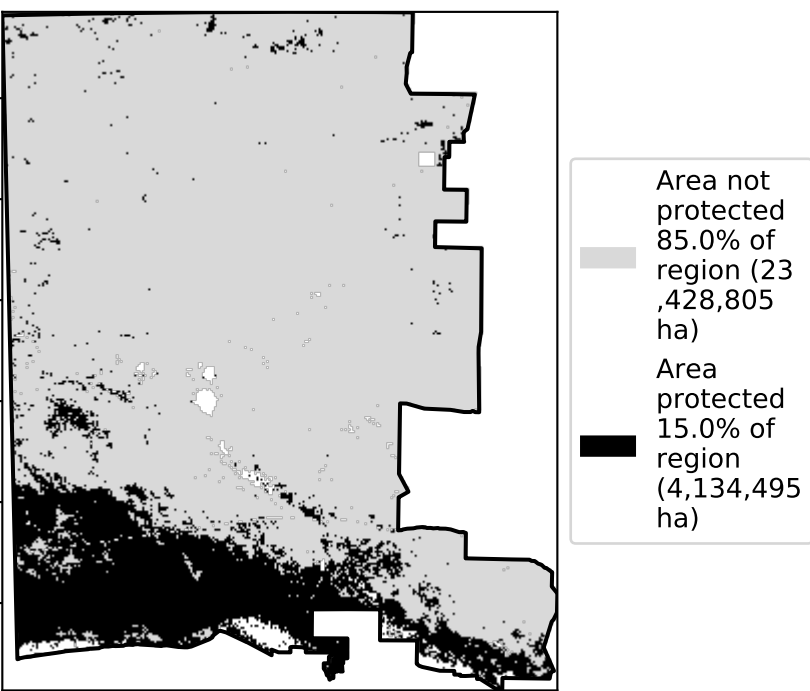 Area not
protected
85.0% of
region (23
,428,805
ha)
Area
protected
15.0% of
region
(4,134,495
ha)